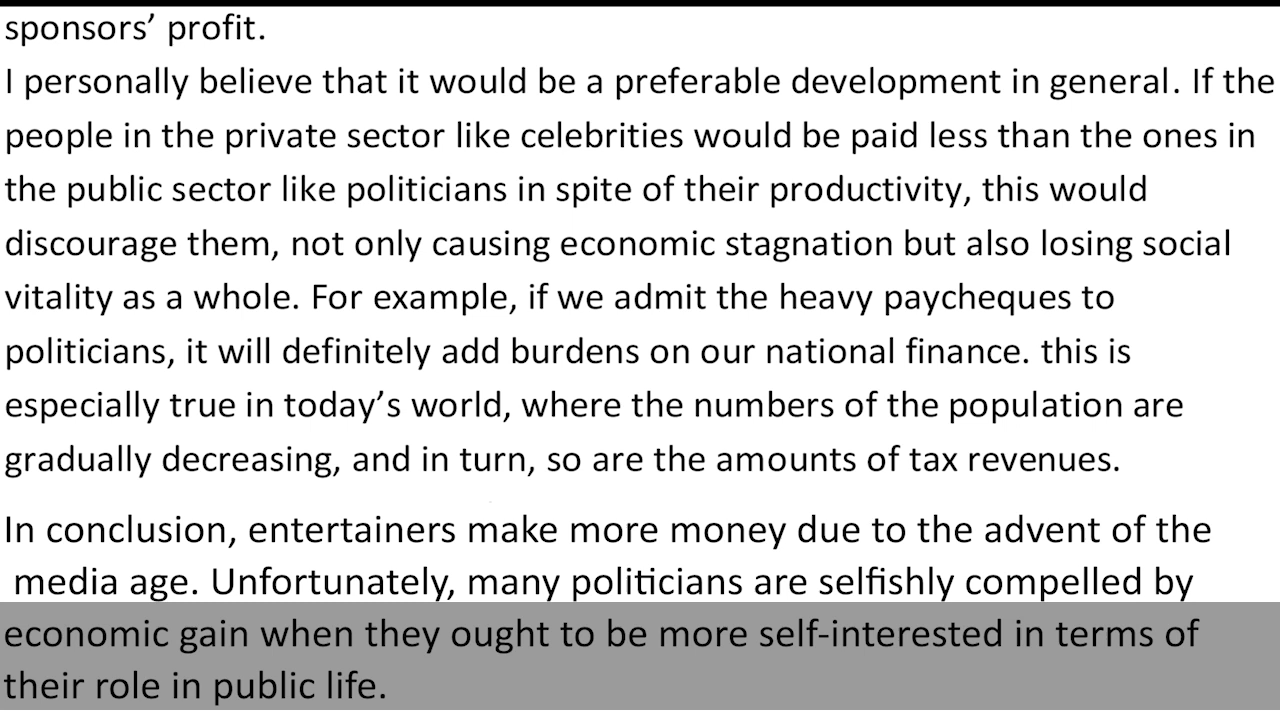 sponsors’ profit.
I personally believe that it would be a preferable development in general. If the
people in the private sector like celebrities would be paid less than the ones in
the public sector like politicians in spite of their productivity, this would
discourage them, not only causing economic stagnation but also losing social
vitality as a whole. For example, if we admit the heavy paycheques to
politicians, it will definitely add burdens on our national finance. this is
especially true in today’s world, where the numbers of the population are
gradually decreasing, and in turn, so are the amounts of tax revenues.
In conclusion, entertainers make more money due to the advent of the
media age. Unfortunately, many politicians are selfishly compelled by
economic gain when they ought to be more self-interested in terms of
their role in public life.